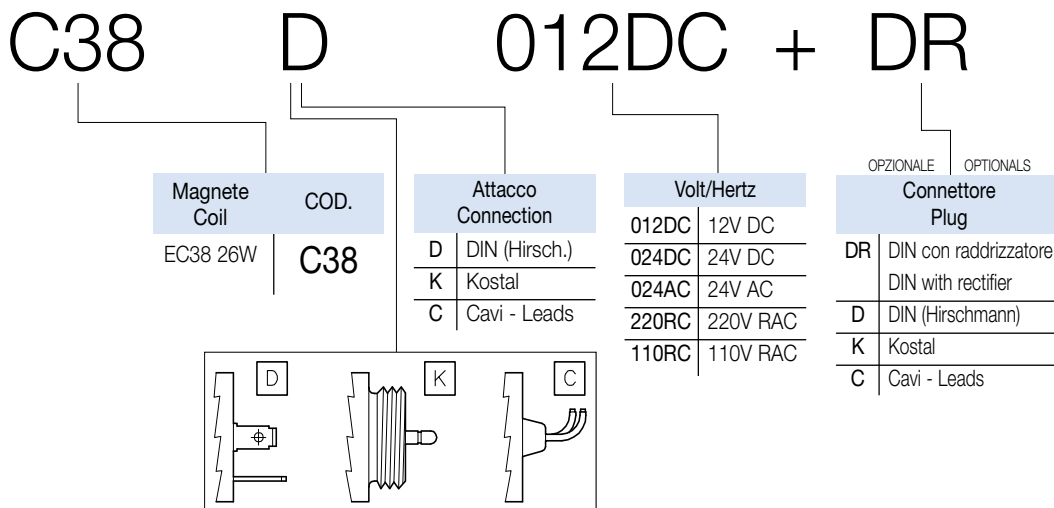 C38 D 012DC + DR
OPZIONALE OPTIONALS
Magnete
Coil
COD.
EC38 26W C38
Attacco
Connection
D DIN (Hirsch.)
K Kostal
C Cavi - Leads
Volt/Hertz
012DC 12V DC
024DC 24V DC
024AC 24V AC
220RC 220V RAC
110RC 110V RAC
Connettore
Plug
DR DIN con raddrizzatore
DIN with rectifier
D DIN (Hirschmann)
K Kostal
C Cavi - Leads
D K C